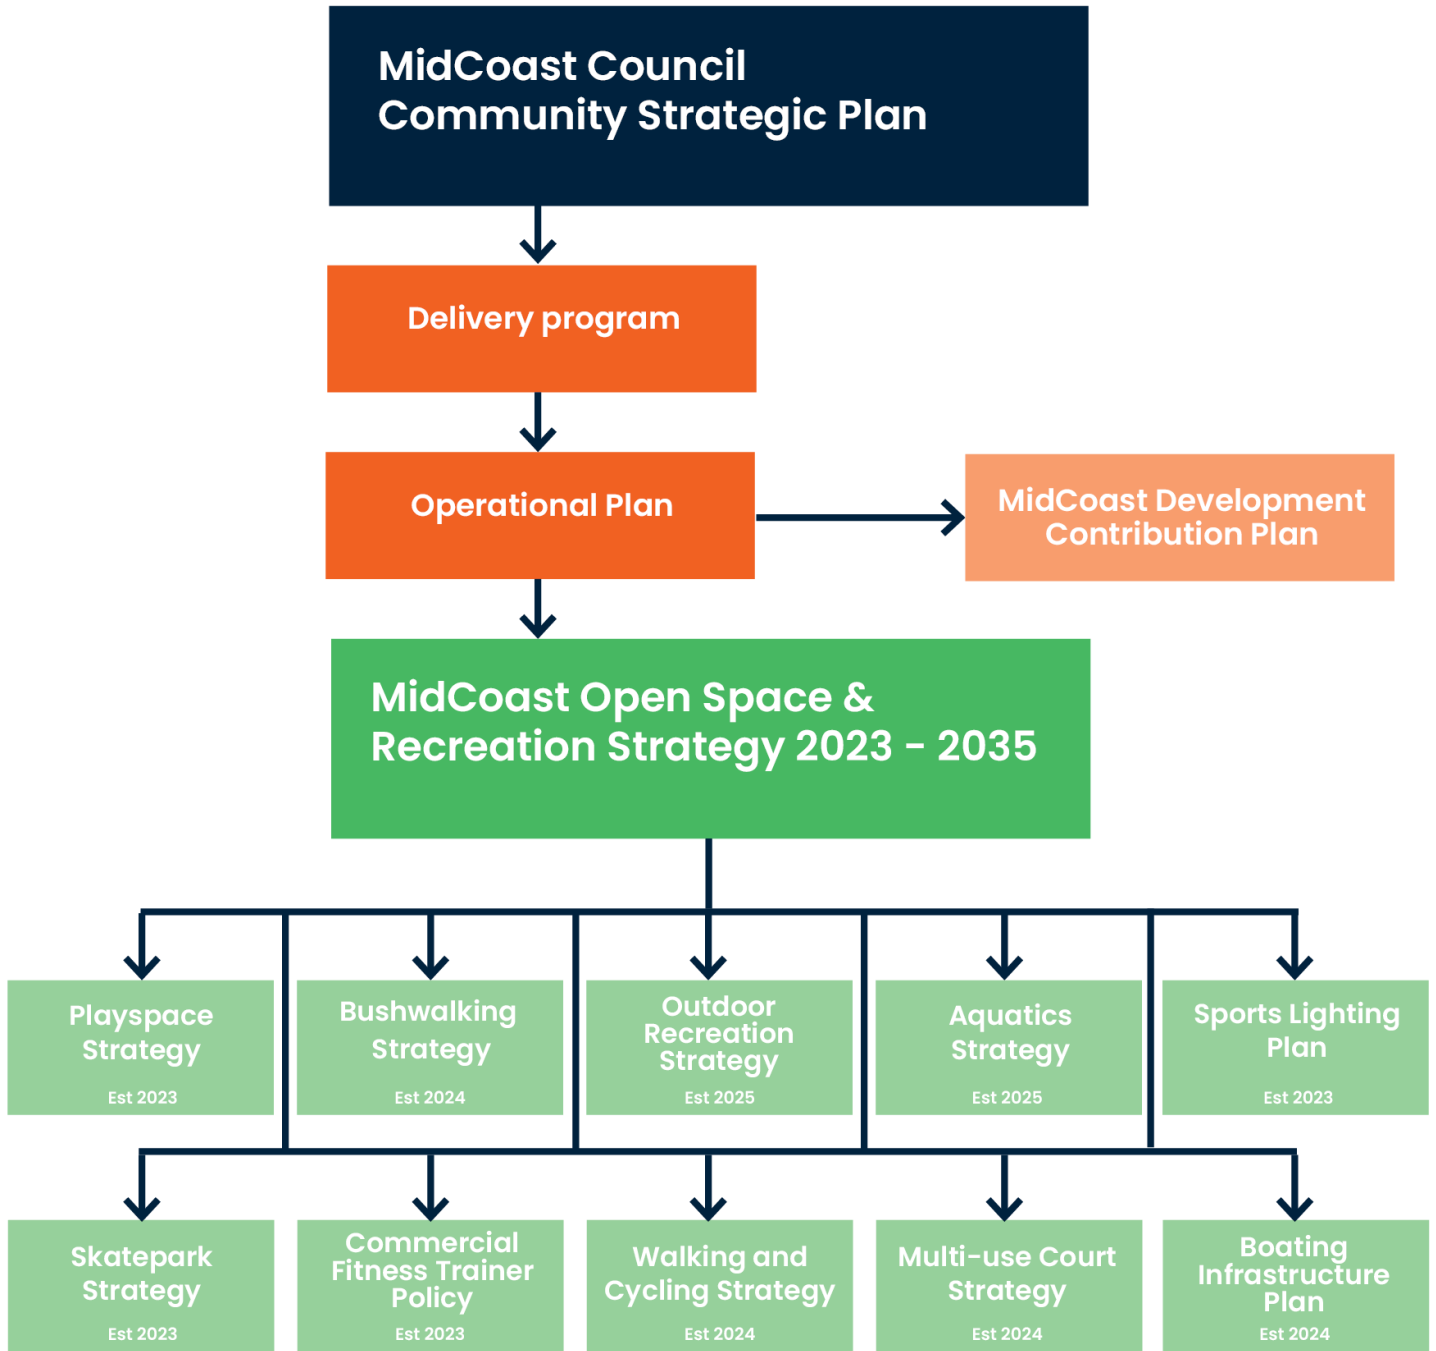 MidCoast Council
Community Strategic Plan
Delivery program
Operational Plan
MidCoast Development
Contribution Plan
MidCoast Open Space &
Recreation Strategy 2023 - 2035
Playspace
Strategy
Est 2023
Bushwalking
Strategy
Est 2024
Outdoor
Recreation
Strategy
Est 2025
Aquatics
Strategy
Est 2025
Sports Lighting
Plan
Est 2023
Skatepark
Strategy
Est 2023
Commercial
Fitness Trainer
Policy
Est 2023
Walking and
Cycling Strategy
Est 2024
Multi-use Court
Strategy
Est 2024
Boating
Infrastructure
Plan
Est 2024